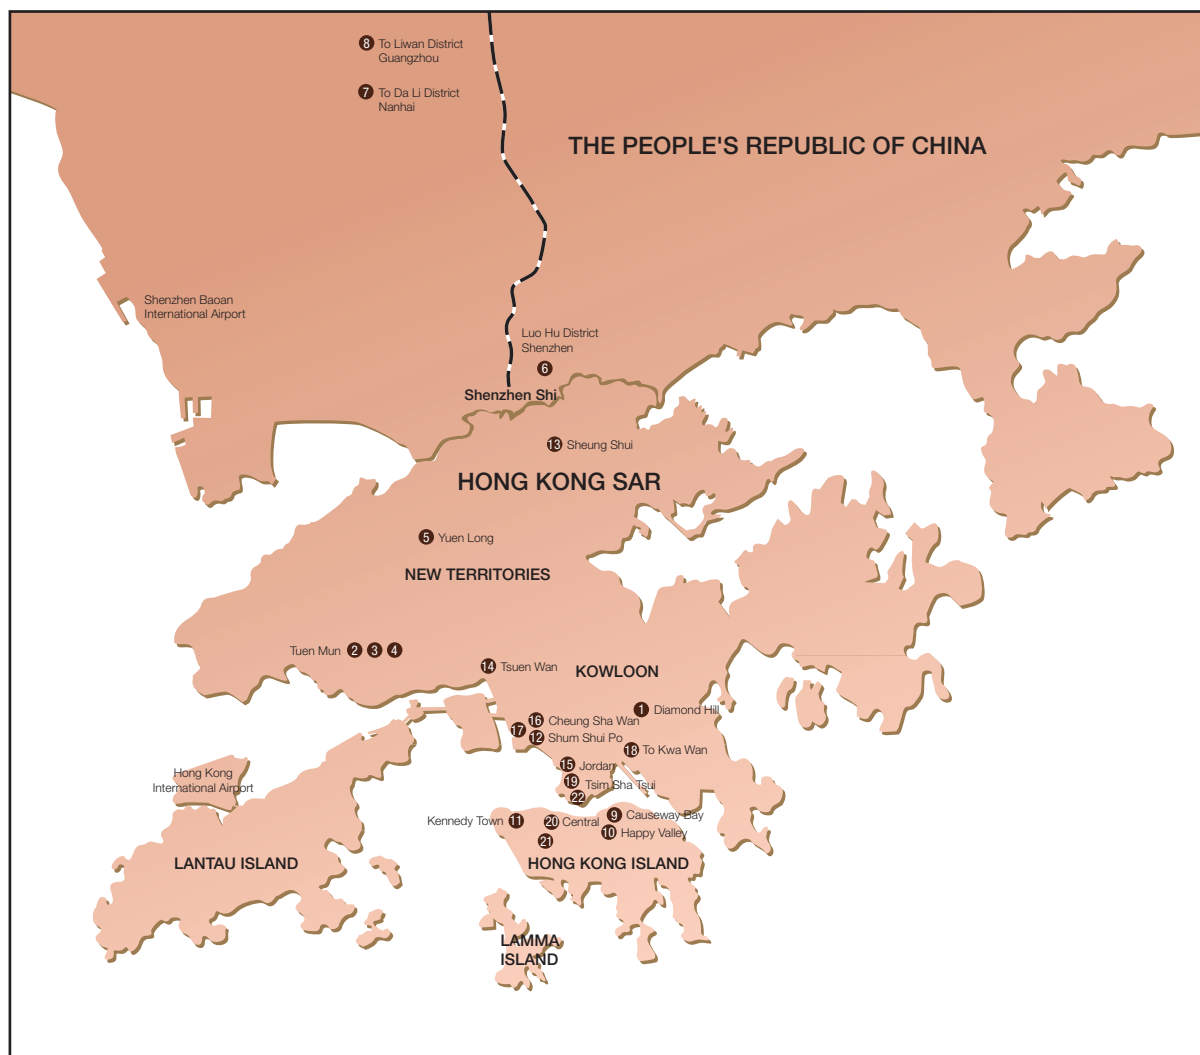 8 To Liwan District
Guangzhou
7 To Da Li District
Nanhai
THE PEOPLE'S REPUBLIC OF CHINA
Shenzhen Baoan
International Airport
Luo Hu District
Shenzhen
6
Shenzhen Shi
13 Sheung Shui
HONG KONG SAR
5 Yuen Long
NEW TERRITORIES
Tuen Mun 2 3 4
14 Tsuen Wan
KOWLOON
1 Diamond Hill
16 Cheung Sha Wan
17
12 Shum Shui Po
18 To Kwa Wan
15 Jordan
19 Tsim Sha Tsui
22
Hong Kong
International Airport
Kennedy Town 11
20 Central
9 Causeway Bay
10 Happy Valley
21
LANTAU ISLAND
HONG KONG ISLAND
LAMMA
ISLAND